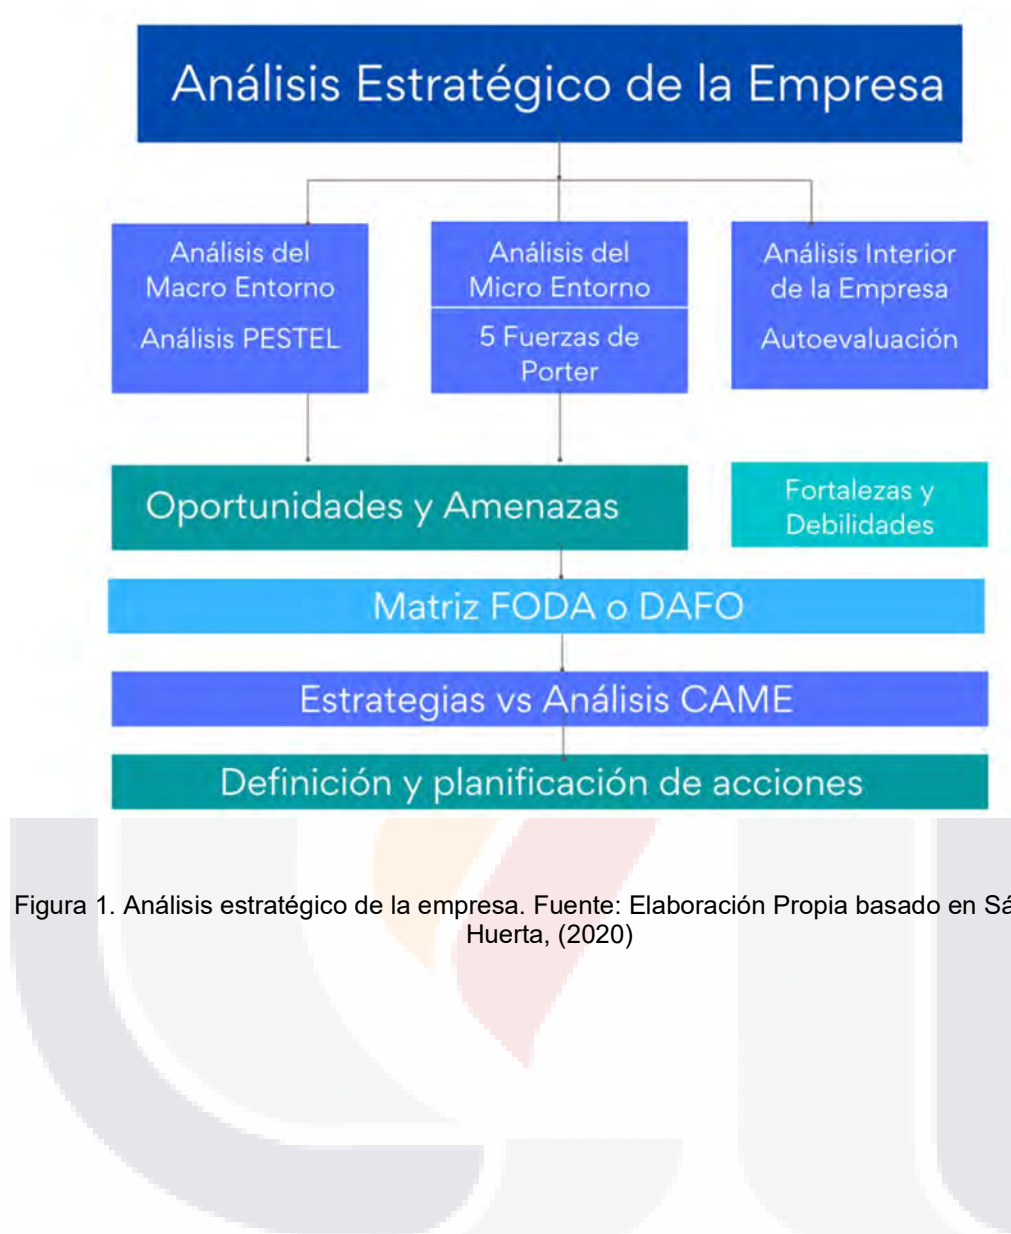 Análisis Estratégico de la Empresa
Análisis del
Macro Entorno
Análisis PESTEL
Análisis del
Micro Entorno
5 Fuerzas de
Porter
Análisis Interior
de la Empresa
Autoevaluación
Oportunidades y Amenazas
Fortalezas y
Debilidades
Matriz FODA o DAFO
Estrategias vs Análisis CAME
Definición y planificación de acciones
Figura 1. Análisis estratégico de la empresa. Fuente: Elaboración Propia basado en
Huerta, (2020)